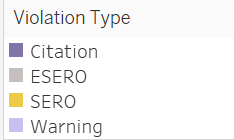 Violation Type
Citation
ESERO
SERO
Warning